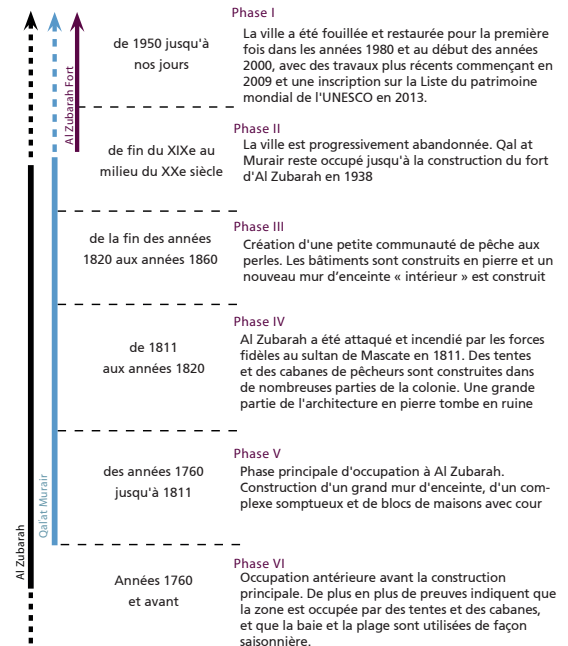 Phase I
de 1950 jusqu'à
nos jours
La ville a été fouillée et restaurée pour la première
fois dans les années 1980 et au début des années
2000, avec des travaux plus récents commençant en
2009 et une inscription sur la Liste du patrimoine
mondial de l'UNESCO en 2013.
Phase II
de fin du XIXe au
milieu du XXe siècle
La ville est progressivement abandonnée. Qal at
Murair reste occupé jusqu'à la construction du fort
d'Al Zubarah en 1938
Phase III
de la fin des années
1820 aux années 1860
Création d'une petite communauté de pêche aux
perles. Les bâtiments sont construits en pierre et un
nouveau mur d'enceinte « intérieur » est construit
Phase IV
de 1811
aux années 1820
Al Zubarah a été attaqué et incendié par les forces
fidèles au sultan de Mascate en 1811. Des tentes
et des cabanes de pêcheurs sont construites dans
de nombreuses parties de la colonie. Une grande
partie de l'architecture en pierre tombe en ruine
Phase V
des années 1760
jusqu'à 1811
Phase principale d'occupation à Al Zubarah.
Construction d'un grand mur d'enceinte, d'un com-
plexe somptueux et de blocs de maisons avec cour
Phase VI
Années 1760
et avant
Occupation antérieure avant la construction
principale. De plus en plus de preuves indiquent que
la zone est occupée par des tentes et des cabanes,
et que la baie et la plage sont utilisées de façon
saisonnière.
Al Zubarah
Qal'at Murair
Al Zubarah Fort